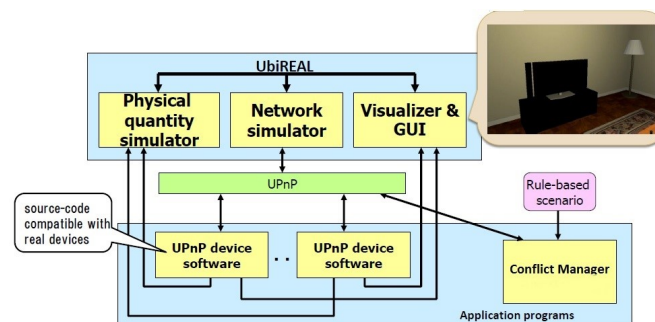 UbiREAL
Physical
quantity
simulator
Network
simulator
Visualizer &
GUI
UPnP
Rule-based
scenario
source-code
compatible with
real devices
UPnP device
software
. .
UPnP device
software
Conflict Manager
Application programs